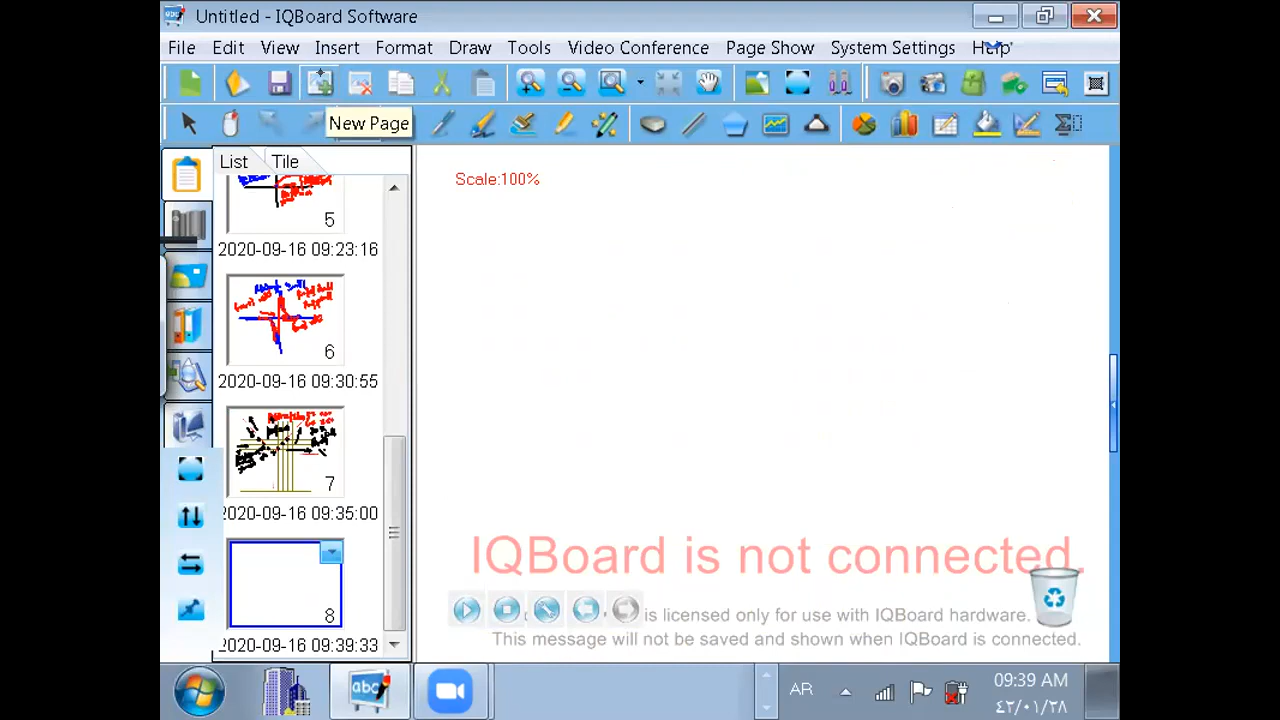 Untitled - IQBoard Software
File Edit View Insert Format Draw Tools Video Conference Page Show System Settings Help
New Page
List Tile
Scale:100%
5
2020-09-16 09:23:16
6
2020-09-16 09:30:55
7
2020-09-16 09:35:00
8
2020-09-16 09:39:33
IQBoard is not connected.
is licensed only for use with IQBoard hardware.
This message will not be saved and shown when IQBoard is connected.
abc
AR
09:39 AM
٤٢/٠١/٢٨